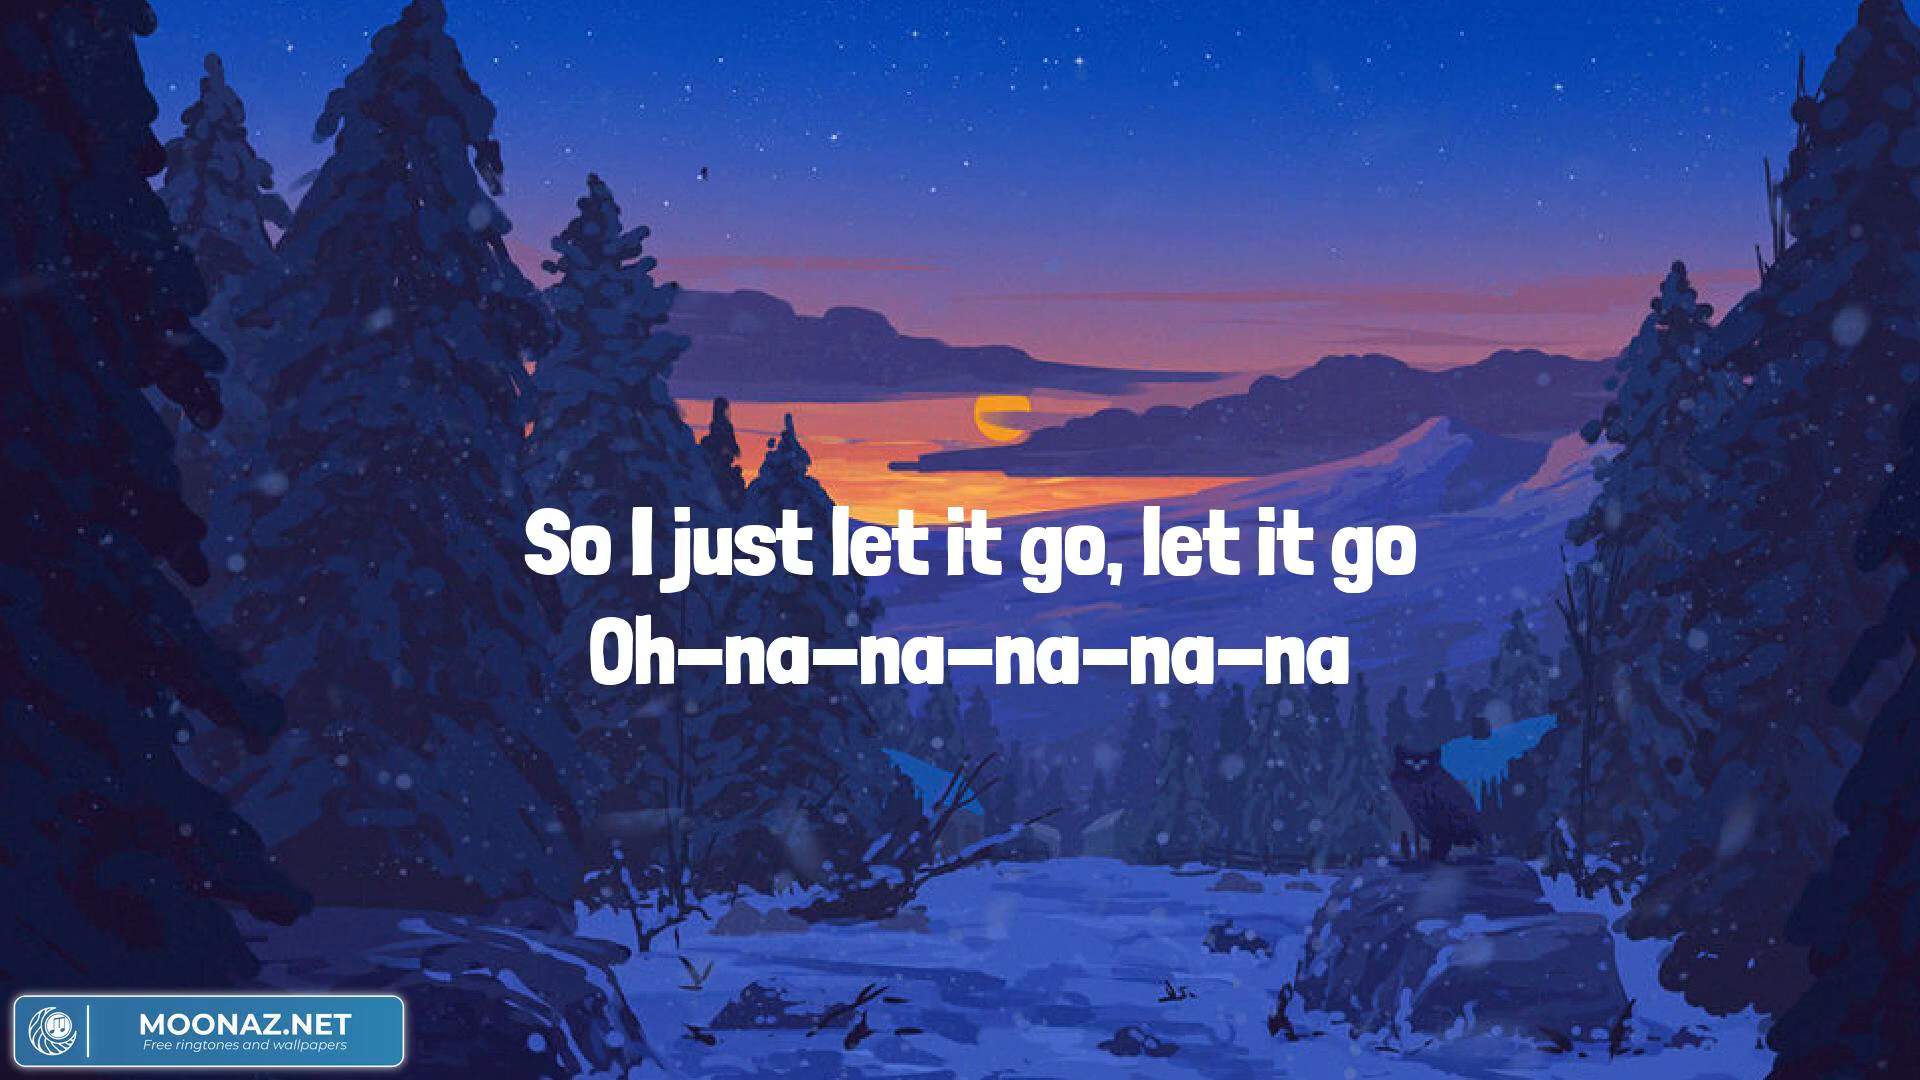 So I just let it go, let it go
Oh-na-na-na-na-na
MOONAZ.NET
Free ringtones and wallpapers